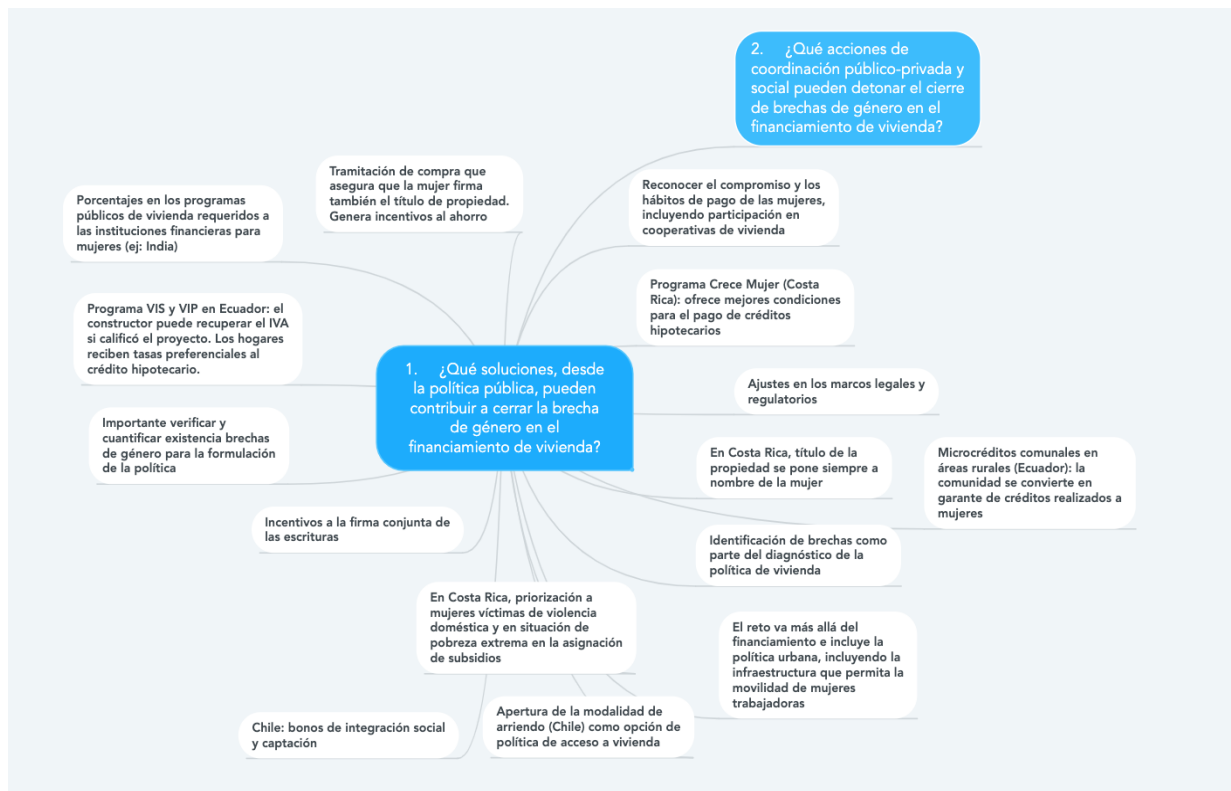 2. ¿Qué acciones de
coordinación público-privada y
social pueden detonar el cierre
de brechas de género en el
financiamiento de vivienda?
Tramitación de compra que
asegura que la mujer firma
también el título de propiedad.
Genera incentivos al ahorro
Reconocer el compromiso y los
hábitos de pago de las mujeres,
incluyendo participación en
cooperativas de vivienda
Porcentajes en los programas
públicos de vivienda requeridos a
las instituciones financieras para
mujeres (ej: India)
Programa Crece Mujer (Costa
Rica): ofrece mejores condiciones
para el pago de créditos
hipotecarios
Programa VIS y VIP en Ecuador: el
constructor puede recuperar el IVA
si calificó el proyecto. Los hogares
reciben tasas preferenciales al
crédito hipotecario.
1. ¿Qué soluciones, desde
la política pública, pueden
contribuir a cerrar la brecha
de género en el
financiamiento de vivienda?
Ajustes en los marcos legales y
regulatorios
Importante verificar y
cuantificar existencia brechas
de género para la formulación
de la política
En Costa Rica, título de la
propiedad se pone siempre a
nombre de la mujer
Microcréditos comunales en
áreas rurales (Ecuador): la
comunidad se convierte en
garante de créditos realizados a
mujeres
Incentivos a la firma conjunta de
las escrituras
Identificación de brechas como
parte del diagnóstico de la
política de vivienda
En Costa Rica, priorización a
mujeres víctimas de violencia
doméstica y en situación de
pobreza extrema en la asignación
de subsidios
El reto va más allá del
financiamiento e incluye la
política urbana, incluyendo la
infraestructura que permita la
movilidad de mujeres
trabajadoras
Chile: bonos de integración social
y captación
Apertura de la modalidad de
arriendo (Chile) como opción de
política de acceso a vivienda